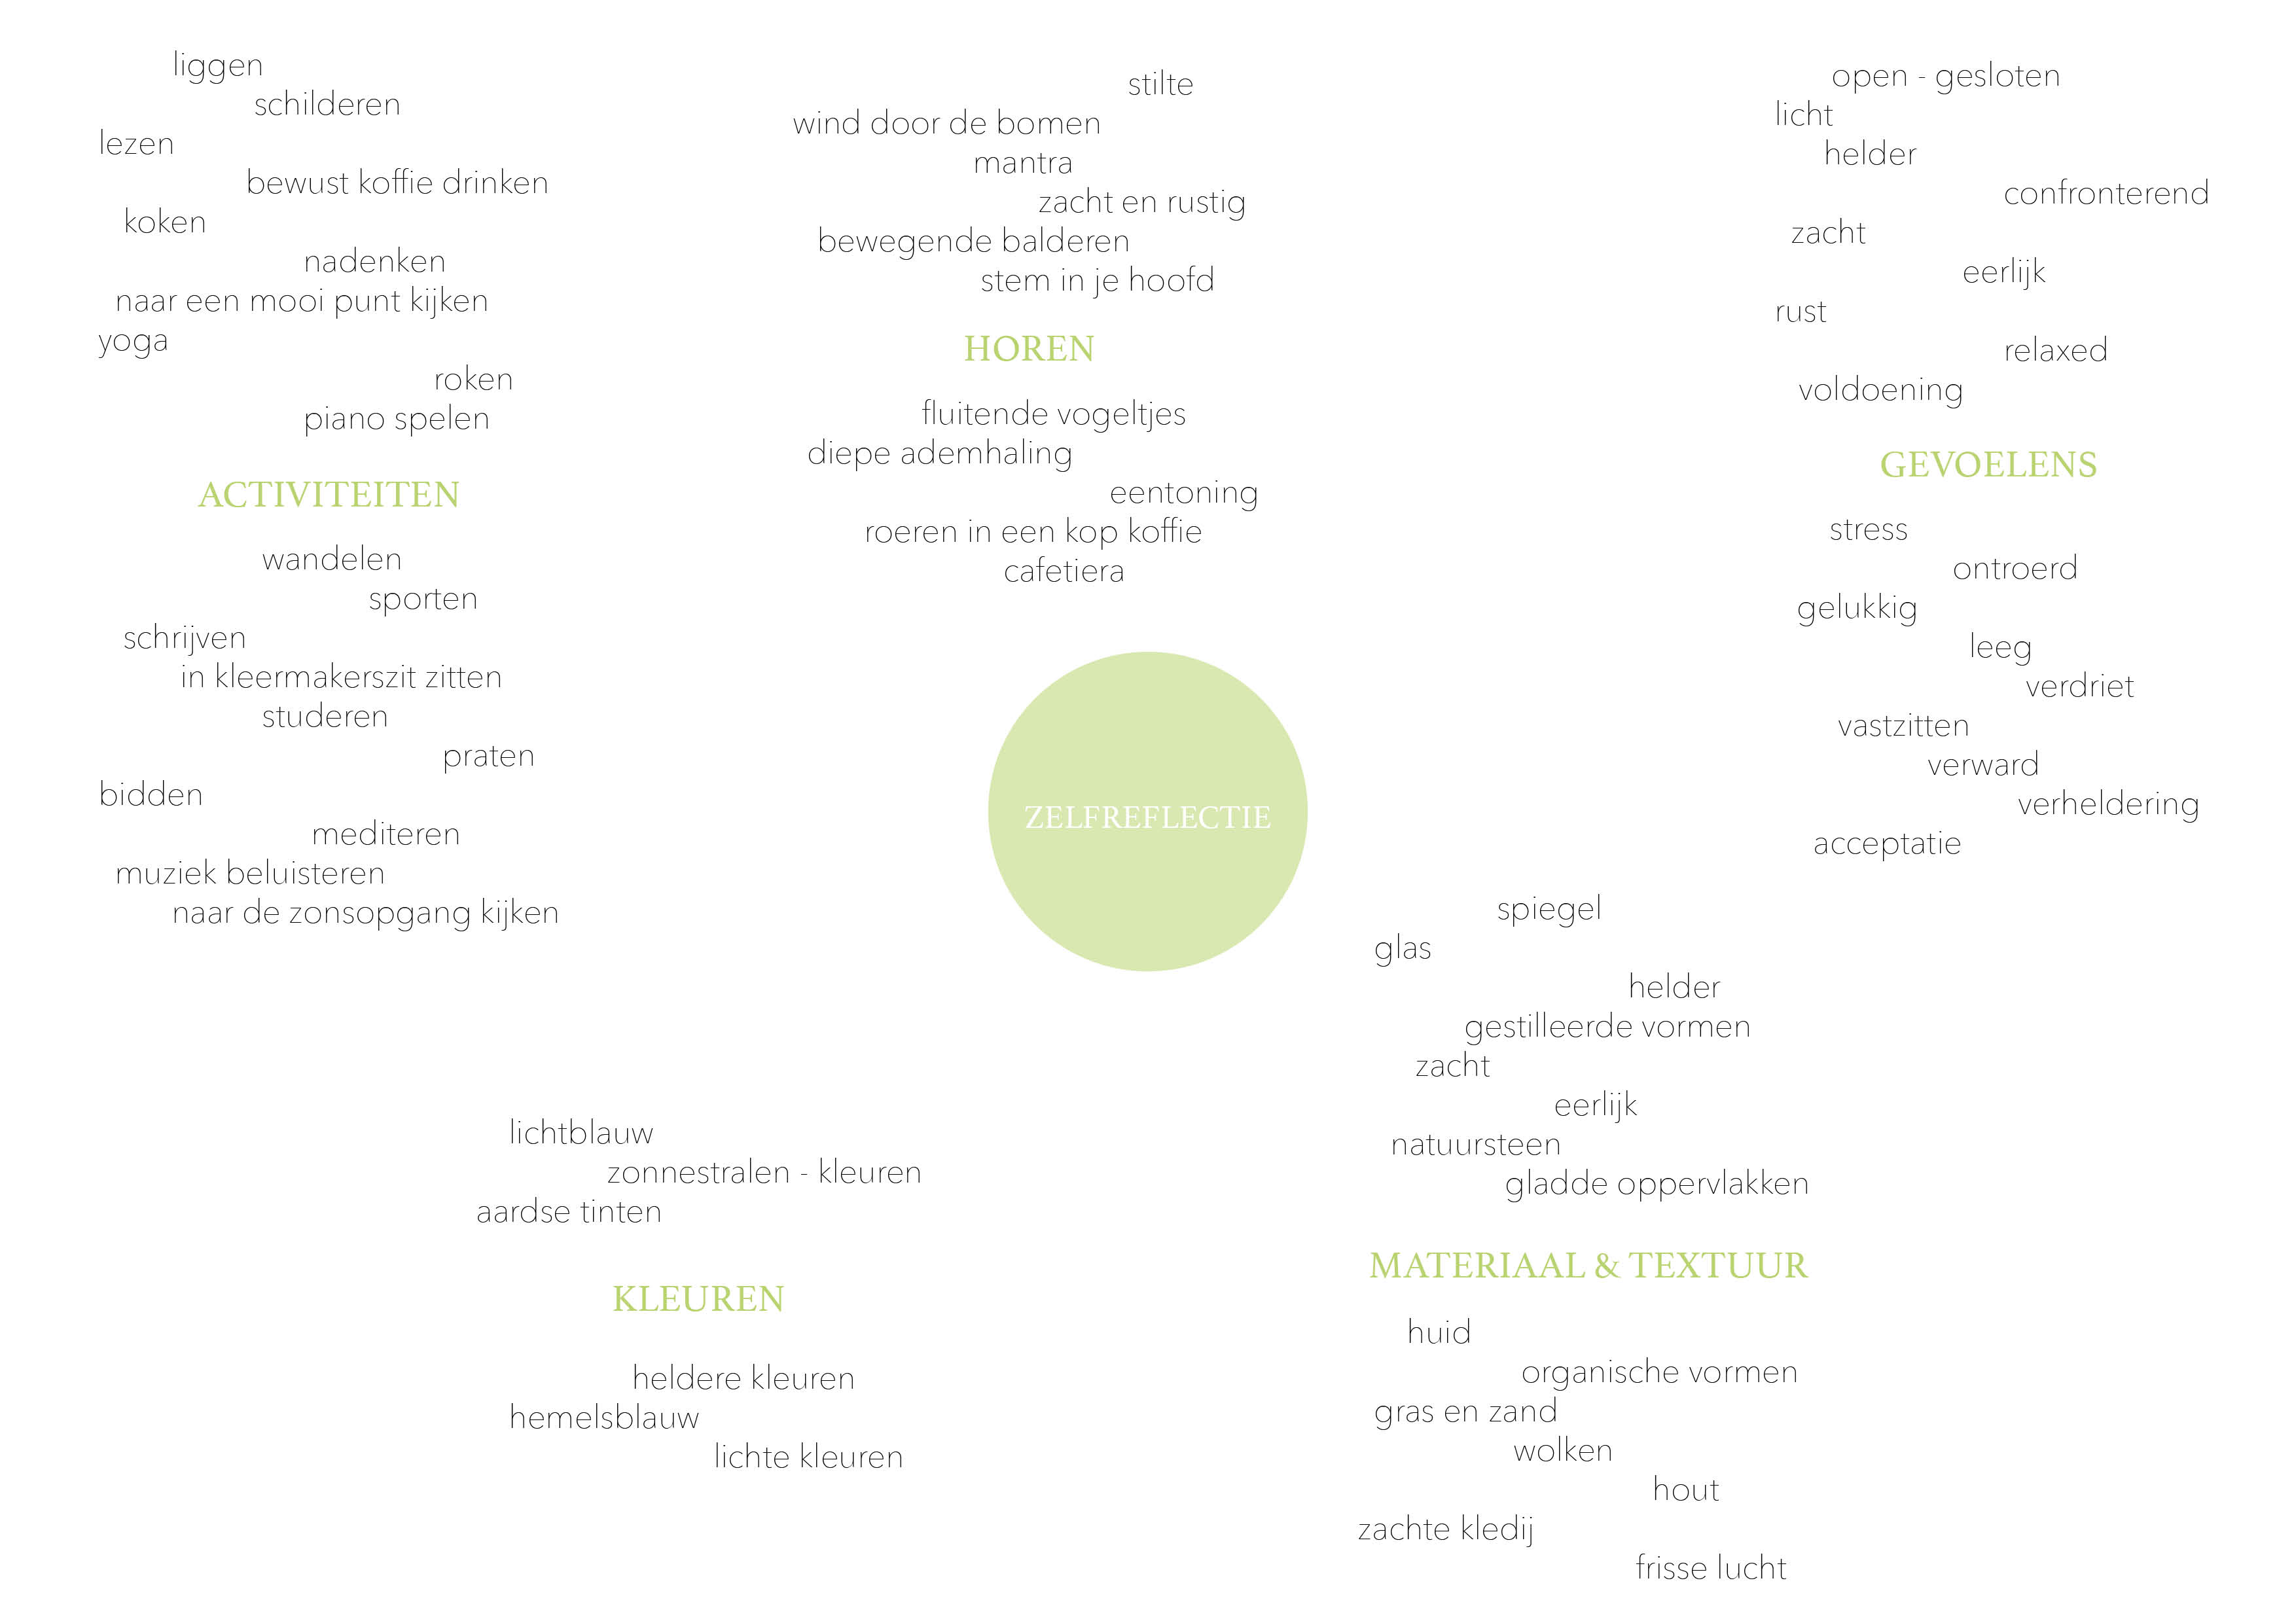 liggen
schilderen
lezen
bewust koffie drinken
koken
nadenken
naar een mooi punt kijken
yoga
roken
piano spelen
ACTIVITEITEN
wandelen
sporten
schrijven
in kleermakerszit zitten
studeren
praten
bidden
mediteren
muziek beluisteren
naar de zonsopgang kijken
stilte
wind door de bomen
mantra
zacht en rustig
bewegende balderen
stem in je hoofd
HOREN
fluitende vogeltjes
diepe ademhaling
eentoning
roeren in een kop koffie
cafetiera
open - gesloten
licht
helder
confronterend
zacht
eerlijk
rust
relaxed
voldoening
GEVOELENS
stress
ontroerd
gelukkig
leeg
verdriet
vastzitten
verward
verheldering
acceptatie
ZELFREFLECTIE
lichtblauw
zonnestralen - kleuren
aardse tinten
KLEUREN
heldere kleuren
hemelsblauw
lichte kleuren
spiegel
glas
helder
gestilleerde vormen
zacht
eerlijk
natuursteen
gladde oppervlakken
MATERIAAL & TEXTUUR
huid
organische vormen
gras en zand
wolken
hout
zachte kledij
frisse lucht